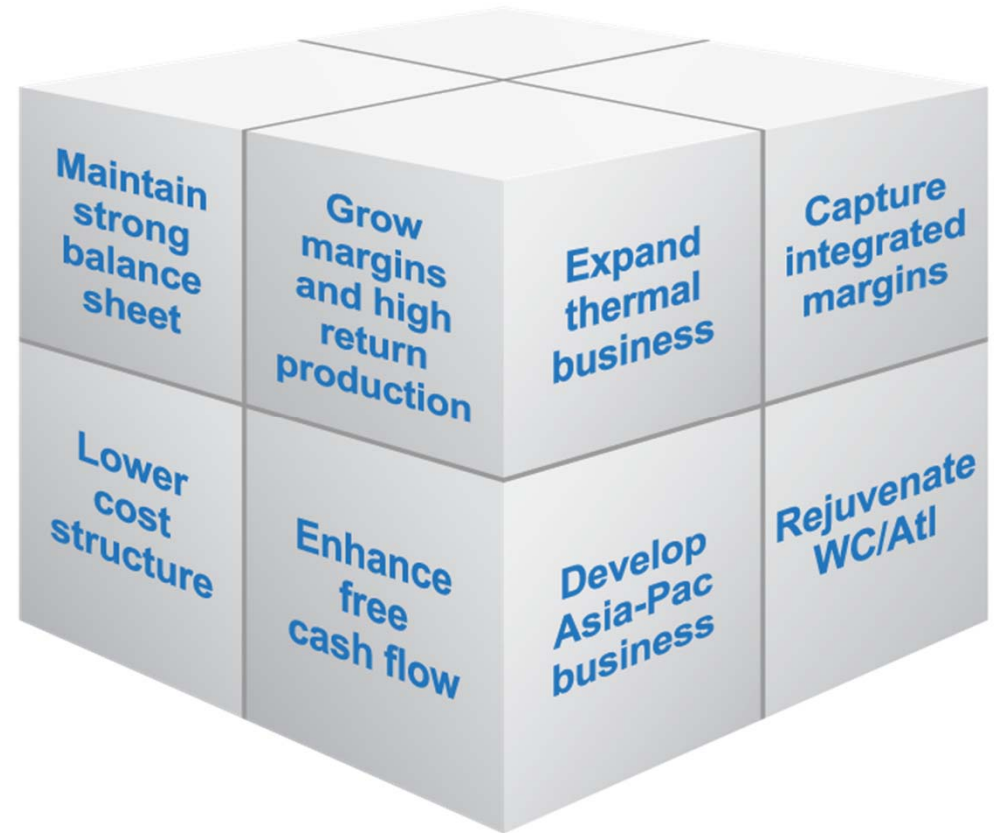 Maintain
strong
balance
sheet
Grow
margins
and high
return
production
Expand
thermal
business
Capture
integrated
margins
Lower
cost
structure
Enhance
free
cash flow
Develop
Asia-Pac
business
Rejuvenate
WC/Atl